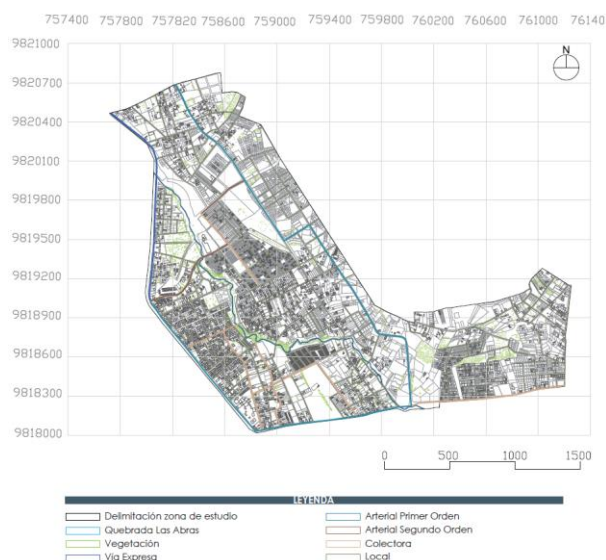 757400 757800 757820 758600 759000 759400 759800 760200 760600 761000 76140
9821000
N
9820700
9820400
9820100
9819800
9819500
9819200
9818900
9818600
9818300
9818000
0 500 1000 1500
LEYENDA
Delimitación zona de estudio
Quebrada Las Abras
Vegetación
Vía Expresa
Arterial Primer Orden
Arterial Segundo Orden
Colectora
Local